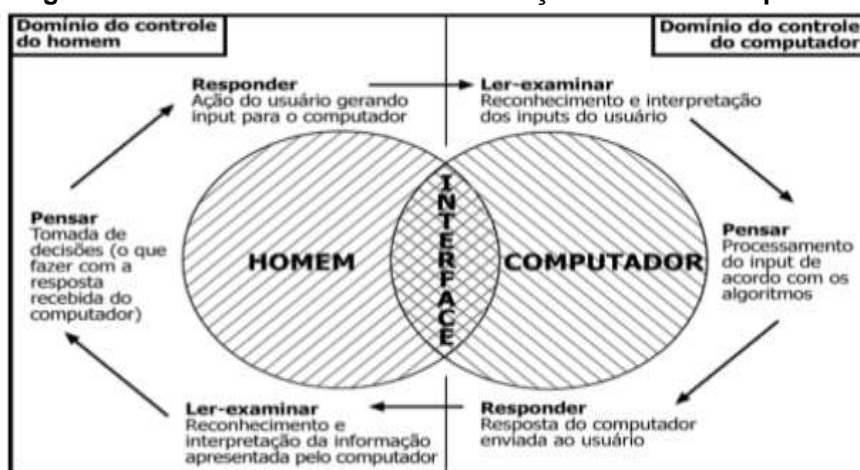 Domínio do controle
do homem
Domínio do controle
do computador
Responder
Ação do usuário gerando
input para o computador
Ler-examinar
Reconhecimento e interpretação
dos inputs do usuário
Pensar
Tomada de
decisões (o que
fazer com a
resposta
recebida do
computador)
HOMEM
INTERFACE
COMPUTADOR
Pensar
Processamento
do input de
acordo com os
algoritmos
Ler-examinar
Reconhecimento e
interpretação da informação
apresentada pelo computador
Responder
Resposta do computador
enviada ao usuário